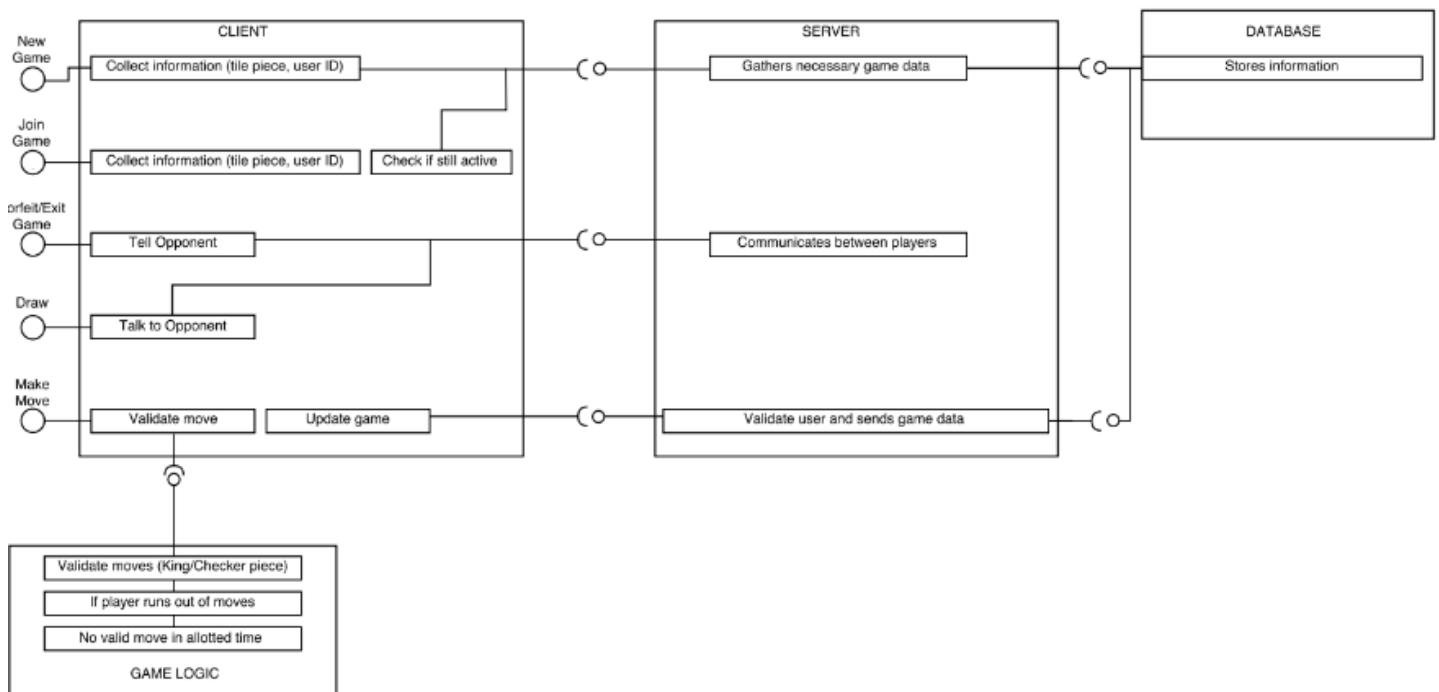 CLIENT
SERVER
DATABASE
New
Game
Collect information (tile piece, user ID)
Gathers necessary game data
Stores information
Join
Game
Collect information (tile piece, user ID)
Check if still active
orfeit/Exit
Game
Tell Opponent
Communicates between players
Draw
Talk to Opponent
Make
Move
Validate move
Update game
Validate user and sends game data
Validate moves (King/Checker piece)
If player runs out of moves
No valid move in allotted time
GAME LOGIC